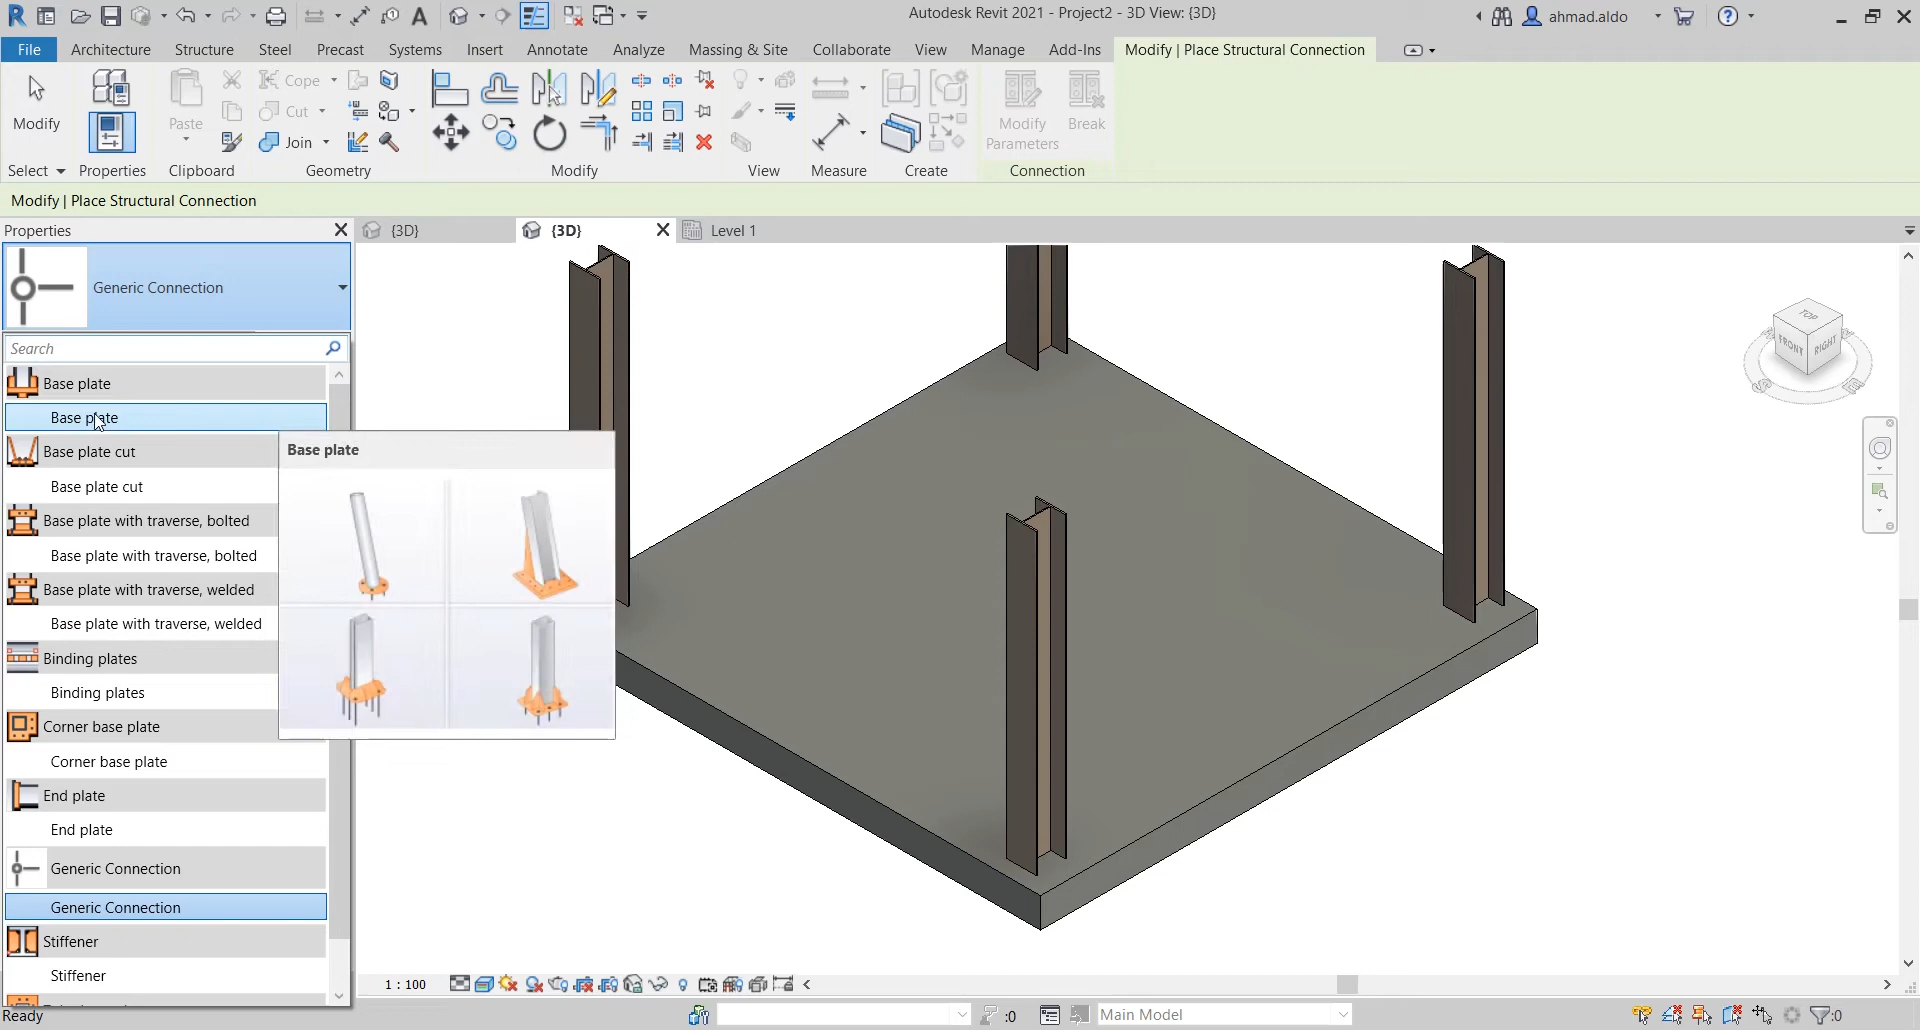 Autodesk Revit 2021 - Project2 - 3D View: {3D}
ahmad.aldo
File Architecture Structure Steel Precast Systems Insert Annotate Analyze Massing & Site Collaborate View Manage Add-Ins Modify | Place Structural Connection
Modify
Paste
Cope
Cut
Join
Modify Parameters
Break
Select Properties Clipboard Geometry Modify View Measure Create Connection
Modify | Place Structural Connection
Properties
{3D}
{3D}
Level 1
Generic Connection
Search
Base plate
Base plate
Base plate cut
Base plate cut
Base plate with traverse, bolted
Base plate with traverse, bolted
Base plate with traverse, welded
Base plate with traverse, welded
Binding plates
Binding plates
Corner base plate
Corner base plate
End plate
End plate
Generic Connection
Generic Connection
Stiffener
Stiffener
Base plate
TOP
FRONT
RIGHT
S
E
1 : 100
Ready
:0
Main Model
:0